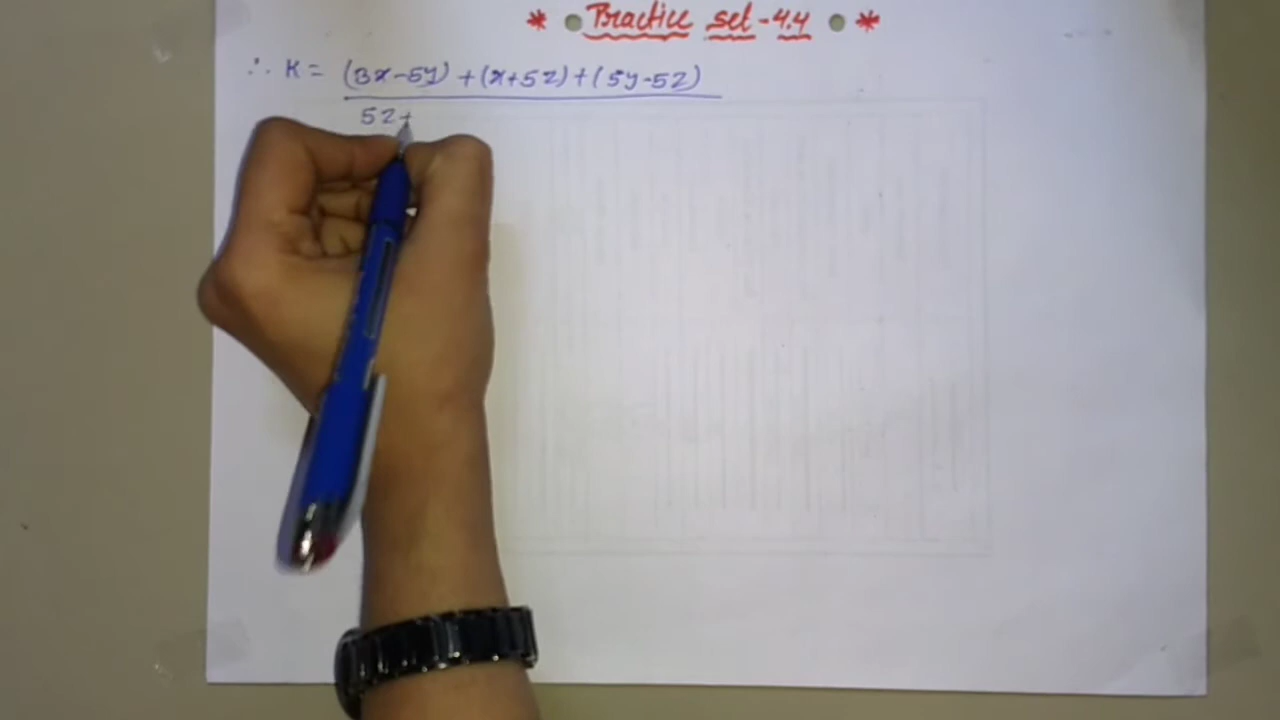 * • Practice set-4.4 • *
∴ K = (3x-5y) + (x+5z) + (5y-5z)
5z+